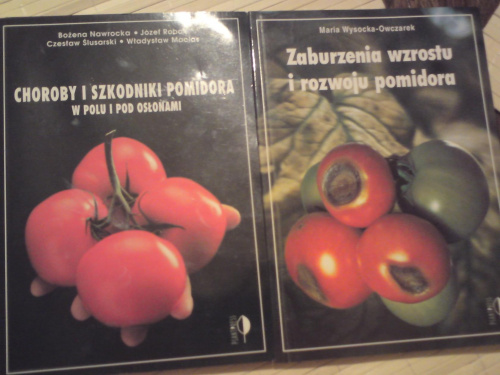 Bożena Nawrocka • Józef Robak
Czesław Ślusarski • Władysław Macias
CHOROBY I SZKODNIKI POMIDORA
W POLU I POD OSŁONAMI
Maria Wysocka-Owczarek
Zaburzenia wzrostu
i rozwoju pomidora